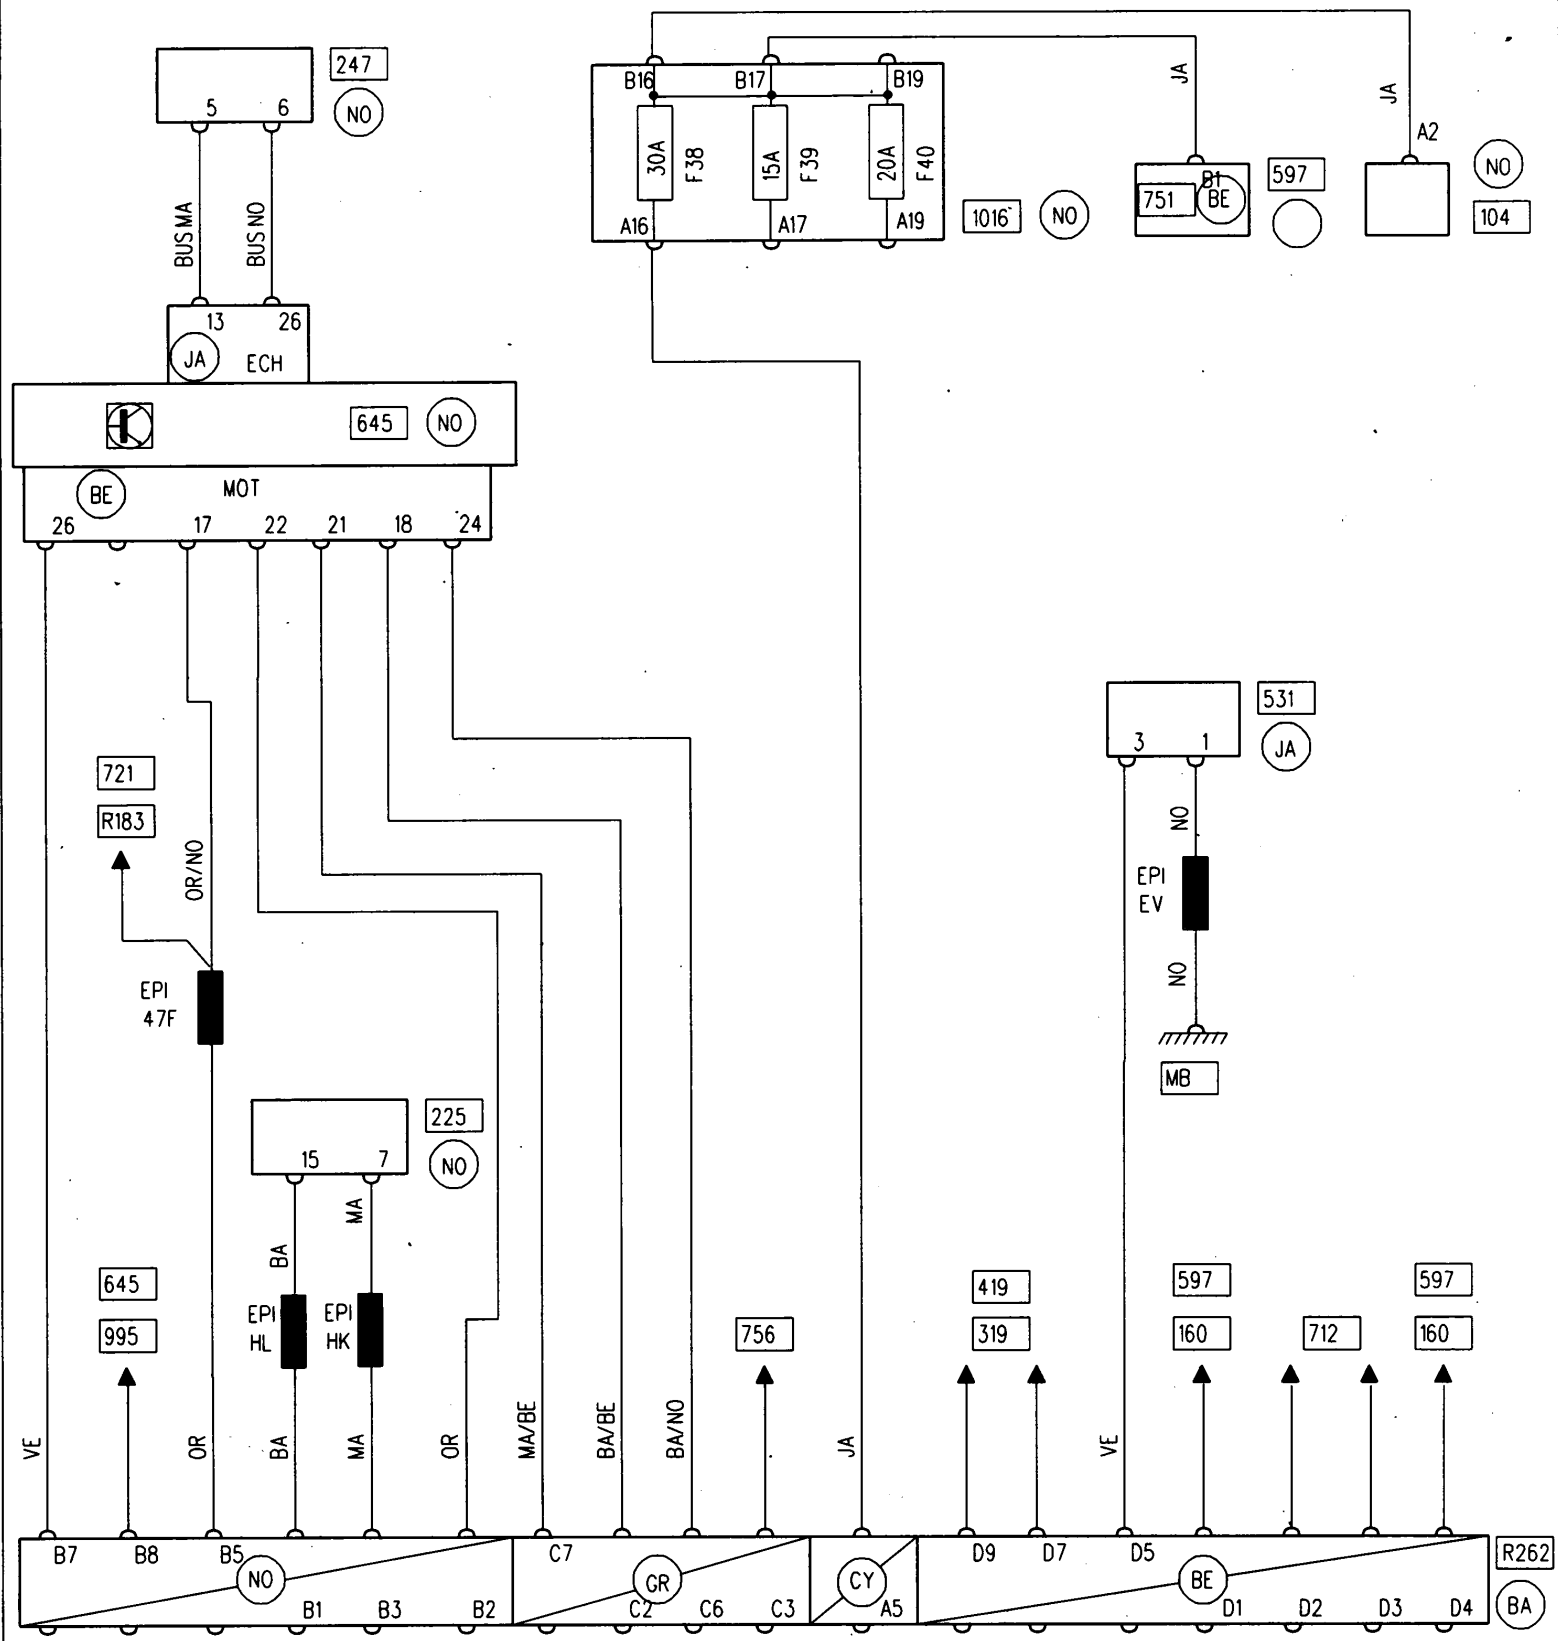 247
NO
5 6
BUS MA
BUS NO
13 26
JA
ECH
645
NO
BE
MOT
26 17 22 21 18 24
B16 B17 B19
30A
F38
15A
F39
20A
F40
A16 A17 A19
1016
NO
JA
B1
751
BE
597
JA
A2
NO
104
721
R183
OR/NO
EPI
47F
531
JA
3 1
NO
EPI
EV
NO
MB
225
NO
15 7
BA
MA
EPI
HL
EPI
HK
645
995
756
419
319
597
160
712
597
160
VE
OR
BA
MA
OR
MA/BE
BA/BE
BA/NO
JA
VE
B7 B8 B5 C7 D9 D7 D5
NO GR CY BE
B1 B3 B2 C2 C6 C3 A5 D1 D2 D3 D4
R262
BA